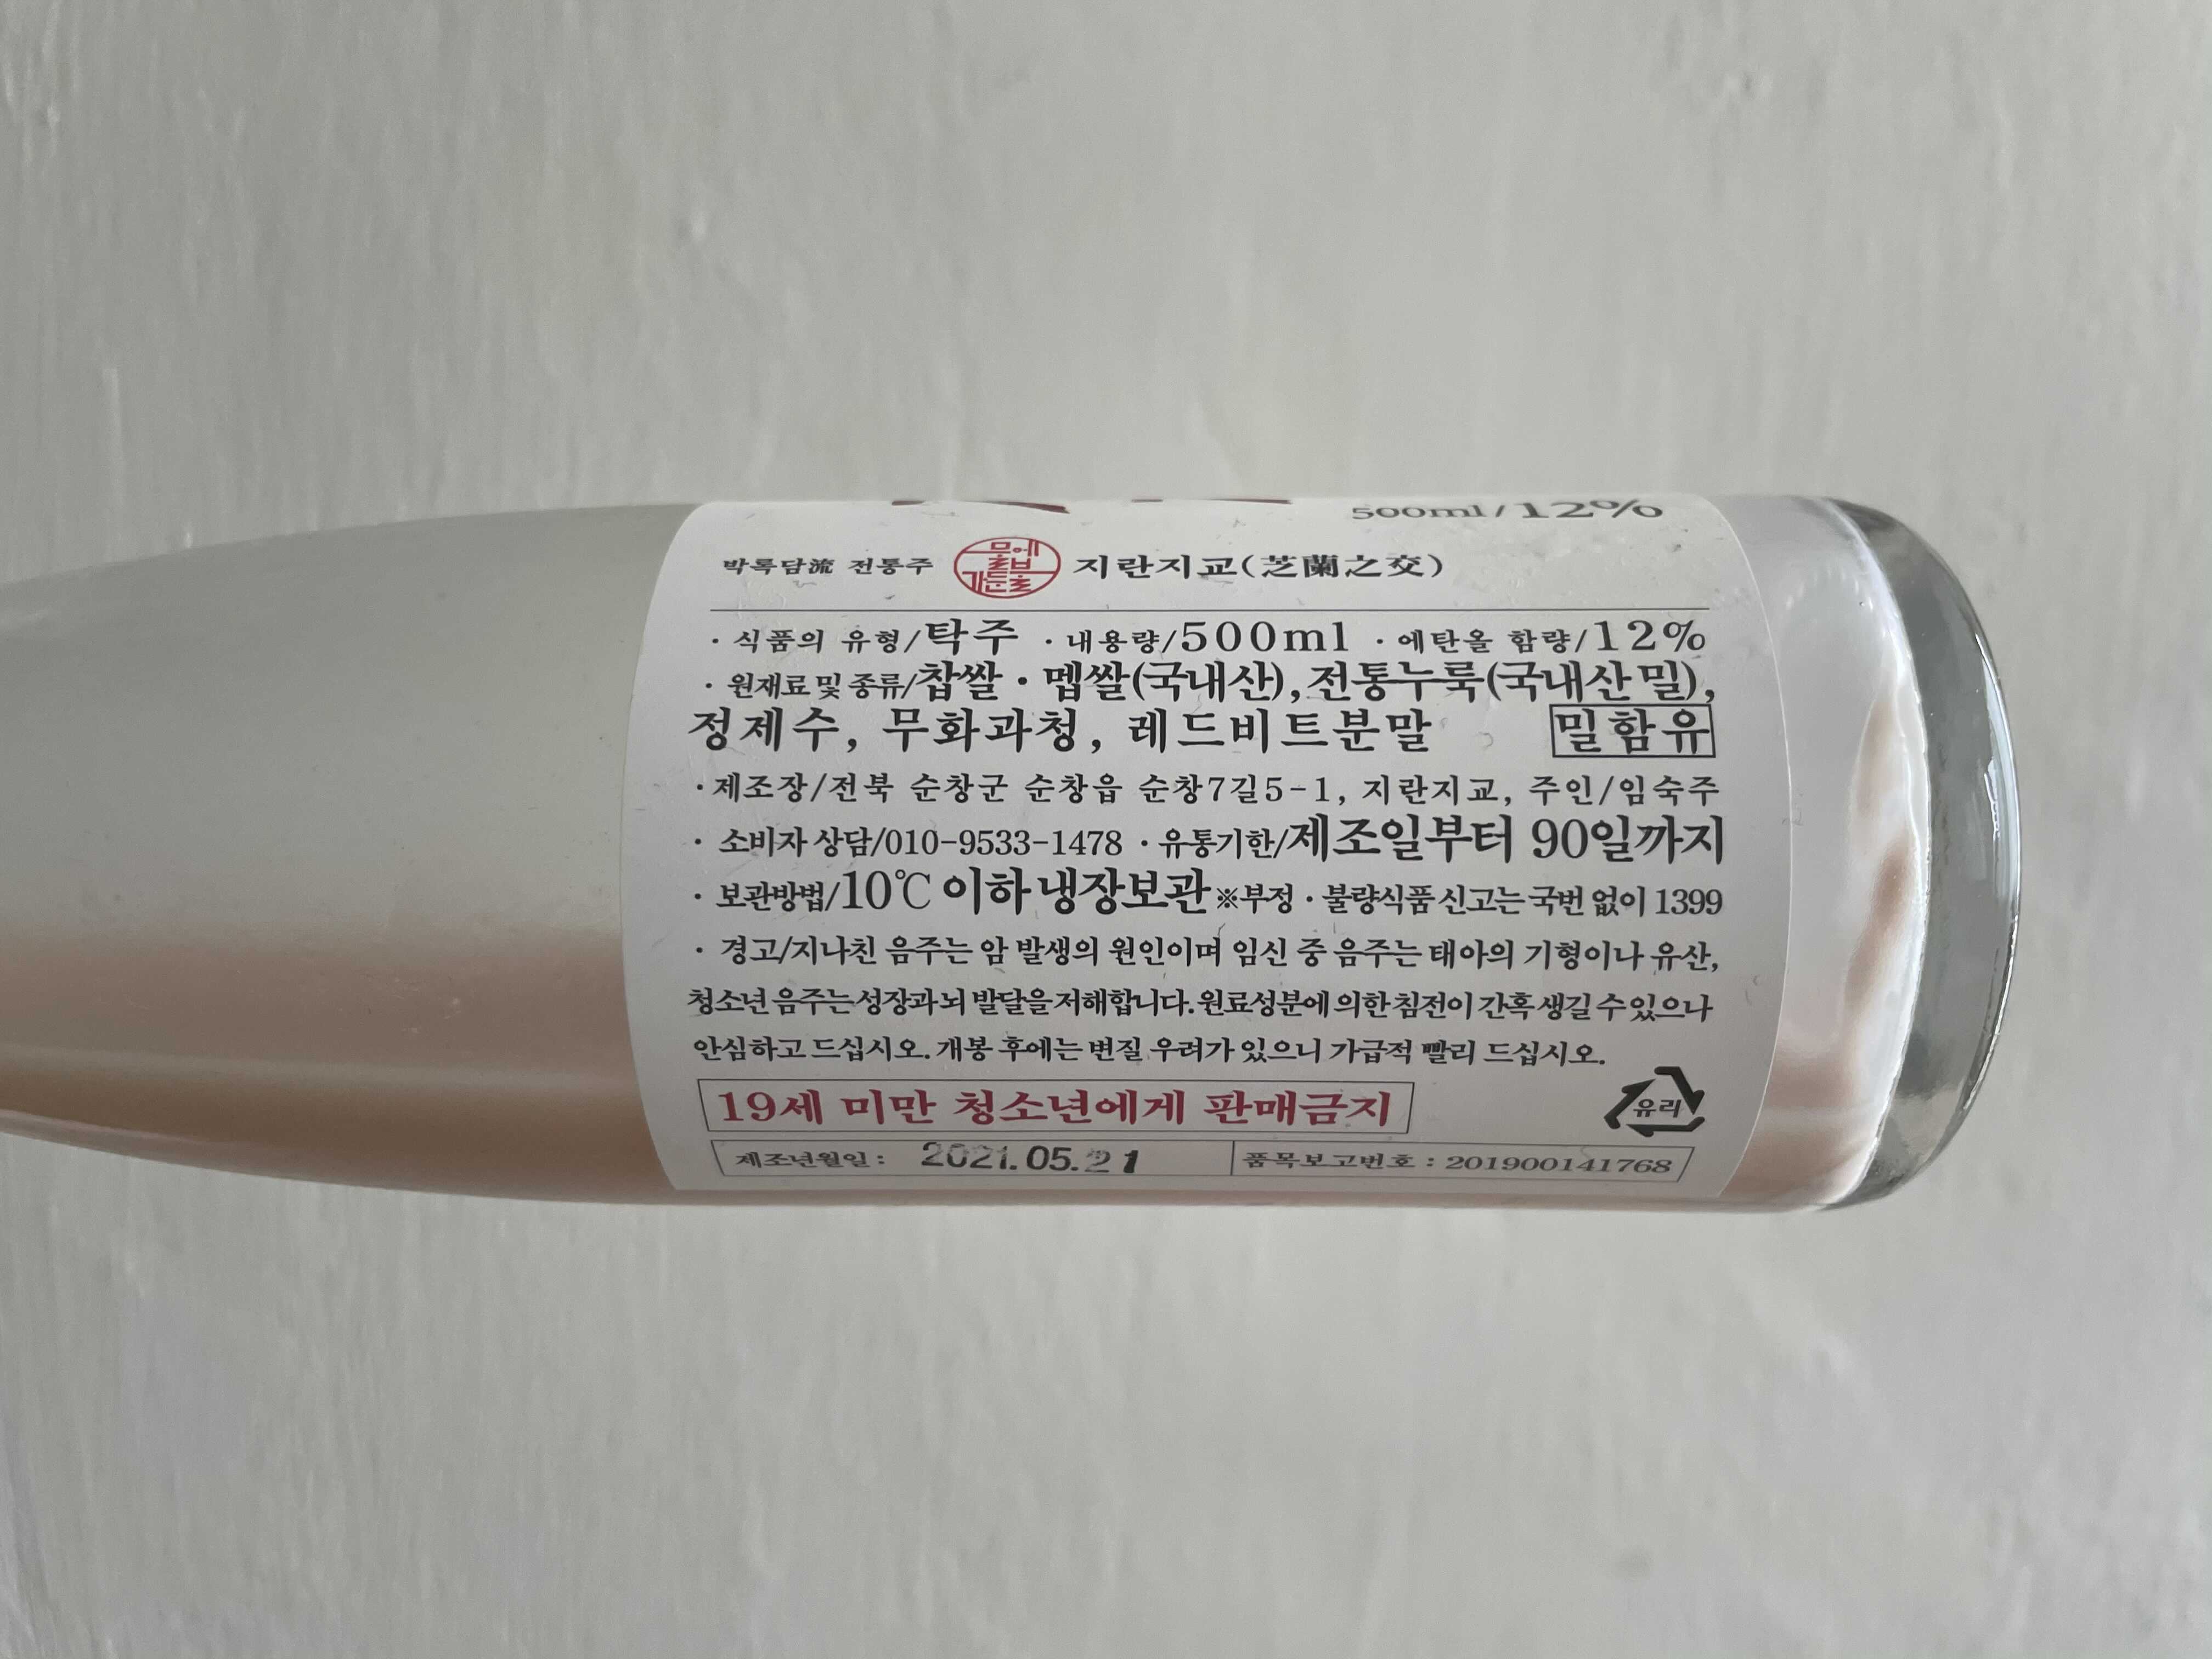 500ml/12%
박록담流 전통주 지란지교(芝蘭之交)
· 식품의 유형/탁주 · 내용량/500ml · 에탄올 함량/12%
· 원재료 및 종류/찹쌀 · 멥쌀(국내산), 전통누룩(국내산 밀),
정제수, 무화과청, 레드비트분말 밀함유
· 제조장/전북 순창군 순창읍 순창7길5-1, 지란지교, 주인/임숙주
· 소비자 상담/010-9533-1478 · 유통기한/제조일부터 90일까지
· 보관방법/10℃ 이하 냉장보관 ※부정 · 불량식품 신고는 국번 없이 1399
· 경고/지나친 음주는 암 발생의 원인이며 임신 중 음주는 태아의 기형이나 유산,
청소년 음주는 성장과 뇌 발달을 저해합니다. 원료성분에 의한 침전이 간혹 생길 수 있으나
안심하고 드십시오. 개봉 후에는 변질 우려가 있으니 가급적 빨리 드십시오.
19세 미만 청소년에게 판매금지 유리
제조년월일 : 2021.05.21 품목보고번호 : 201900141768